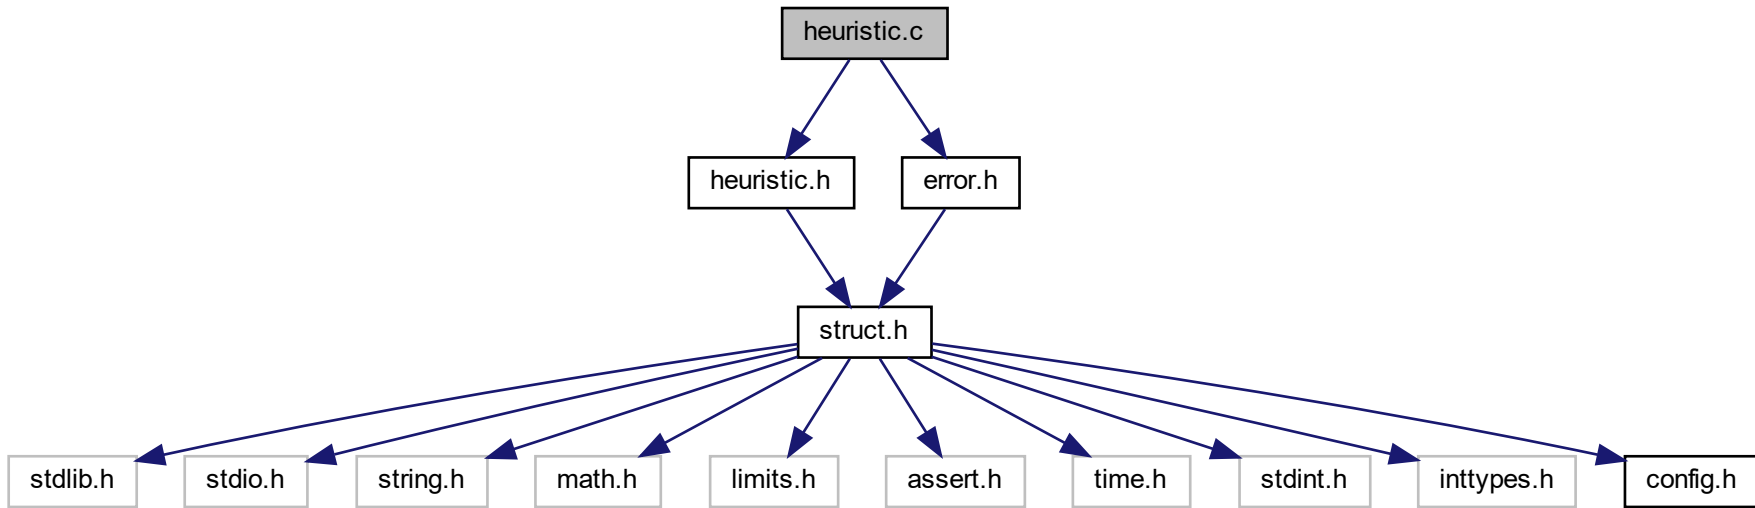 heuristic.c
heuristic.h
error.h
struct.h
stdlib.h
stdio.h
string.h
math.h
limits.h
assert.h
time.h
stdint.h
inttypes.h
config.h